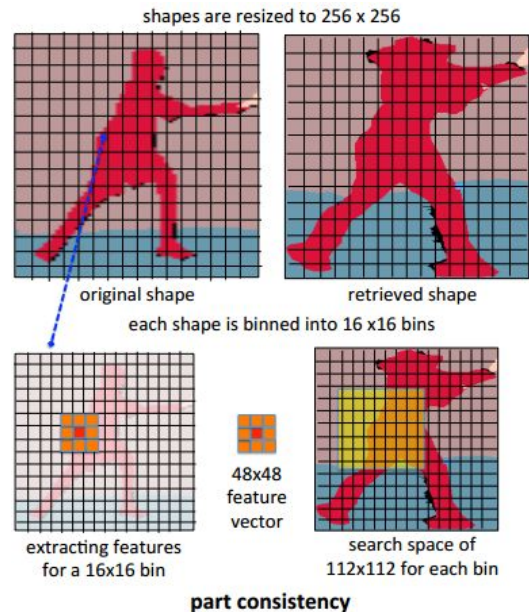 shapes are resized to 256 x 256
original shape
retrieved shape
each shape is binned into 16 x16 bins
48x48
feature
vector
extracting features
for a 16x16 bin
search space of
112x112 for each bin
part consistency